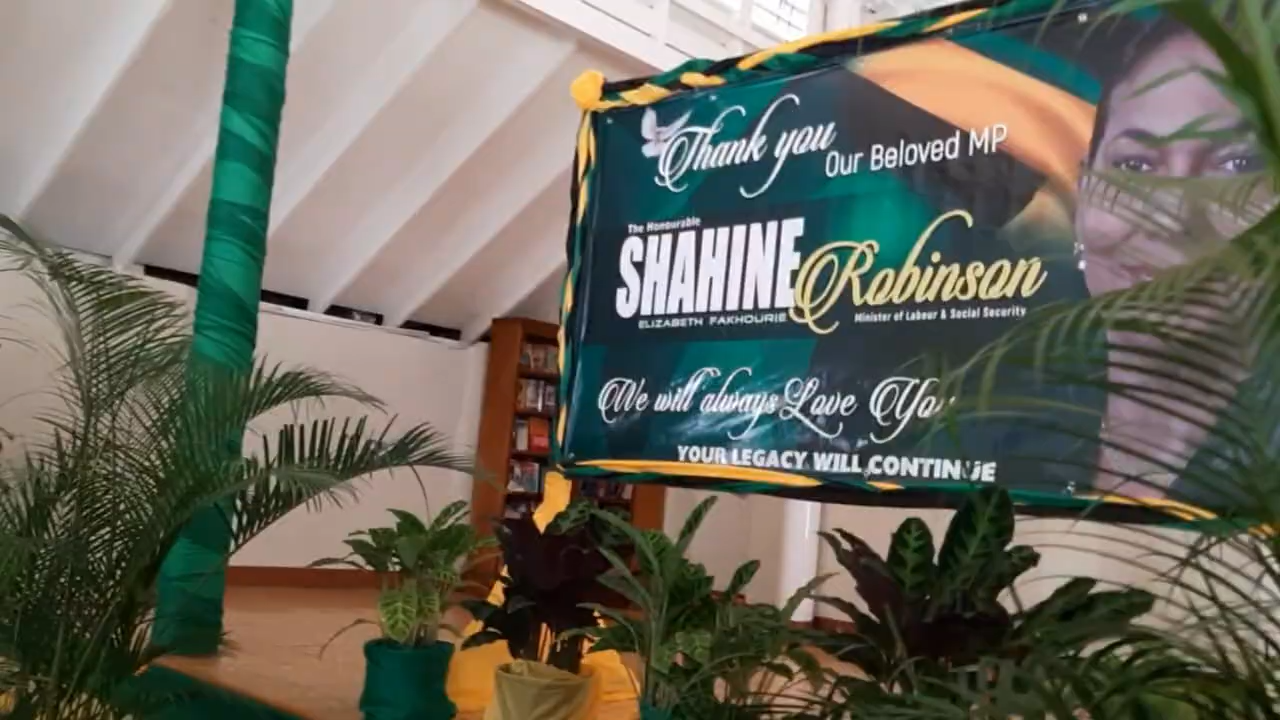 Thank you
Our Beloved MP
The Honourable
SHAHINE Robinson
ELIZABETH FAKHOURIE
Minister of Labour & Social Security
We will always Love You
YOUR LEGACY WILL CONTINUE